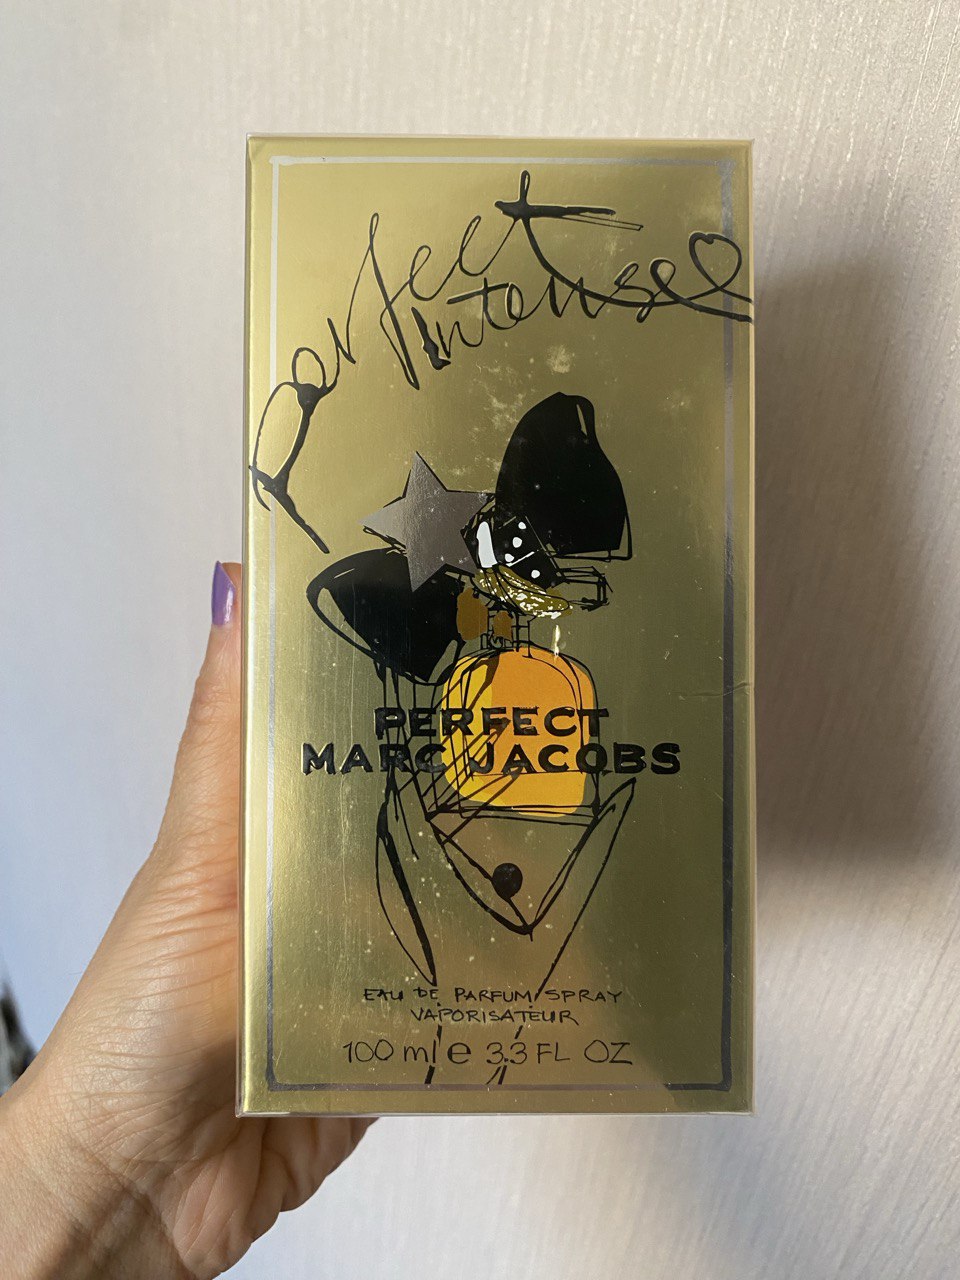 perfect
intense
PERFECT
MARC JACOBS
EAU DE PARFUM SPRAY
VAPORISATEUR
100 ml e 3.3 FL OZ